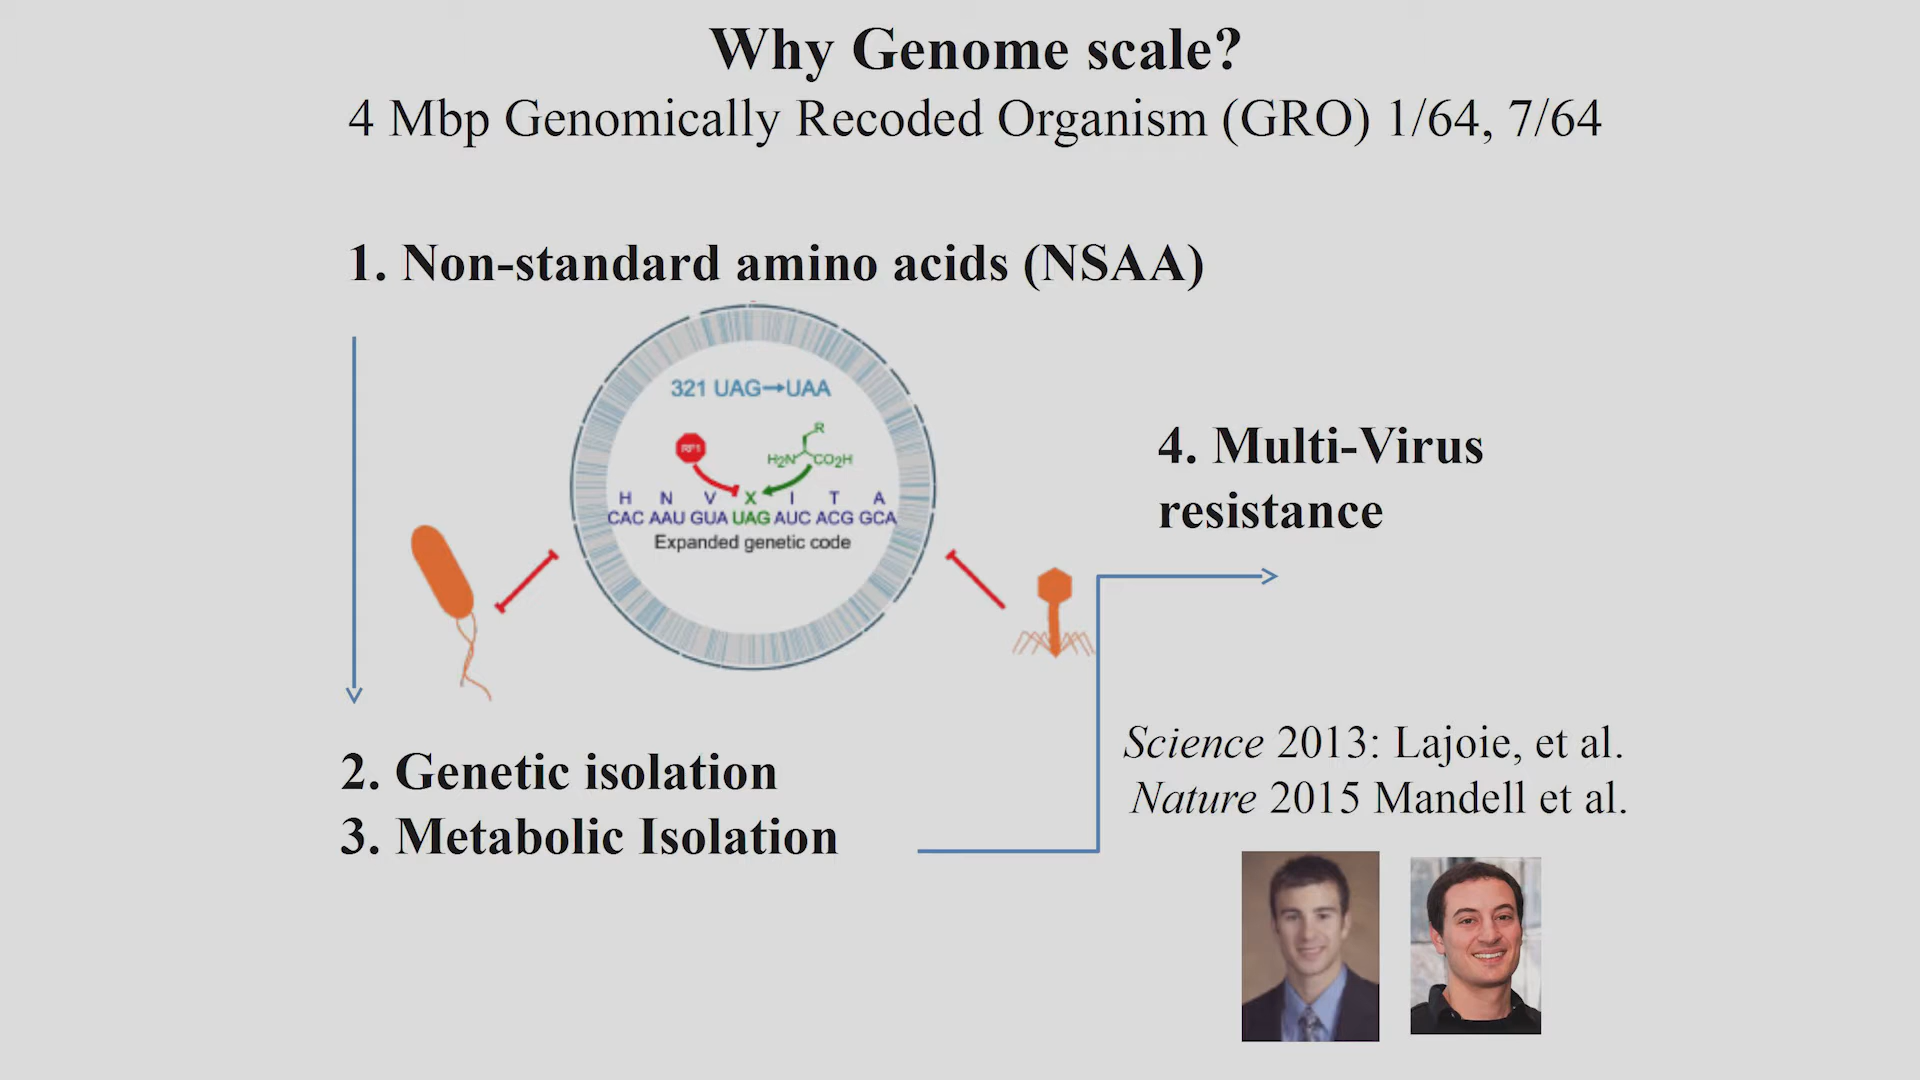 Why Genome scale?
4 Mbp Genomically Recoded Organism (GRO) 1/64, 7/64
1. Non-standard amino acids (NSAA)
321 UAG→UAA
RF1
R
H2N CO2H
H N V X I T A
CAC AAU GUA UAG AUC ACG GCA
Expanded genetic code
4. Multi-Virus
resistance
2. Genetic isolation
3. Metabolic Isolation
Science 2013: Lajoie, et al.
Nature 2015 Mandell et al.